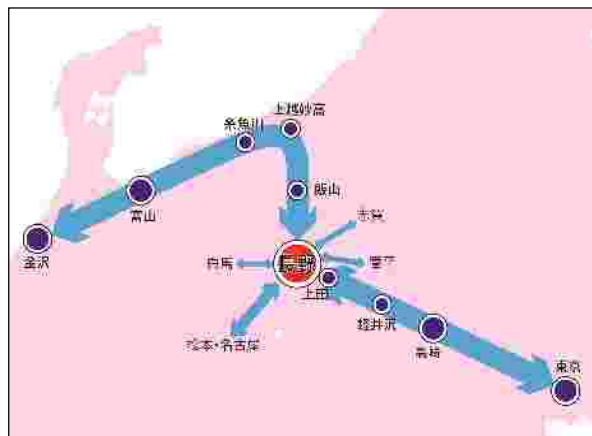 上越妙高
糸魚川
飯山
富山
志賀
金沢
白馬
長野
菅平
上田
軽井沢
松本・名古屋
高崎
東京